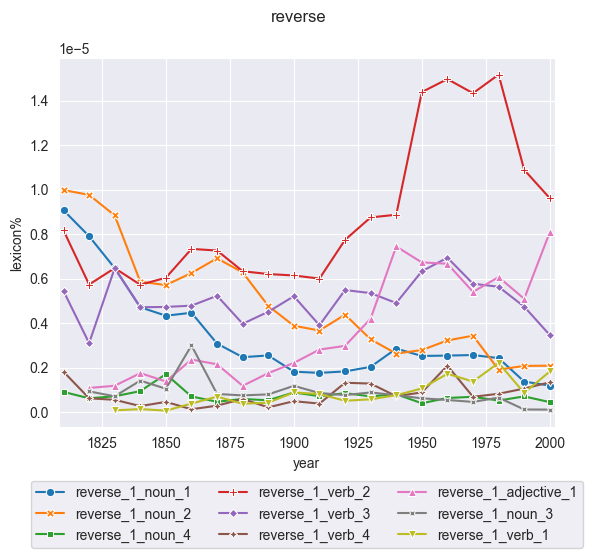 reverse
1e−5
1.4
1.2
1.0
0.8
0.6
0.4
0.2
0.0
lexicon%
1825 1850 1875 1900 1925 1950 1975 2000
year
reverse_1_noun_1 reverse_1_verb_2 reverse_1_adjective_1
reverse_1_noun_2 reverse_1_verb_3 reverse_1_noun_3
reverse_1_noun_4 reverse_1_verb_4 reverse_1_verb_1